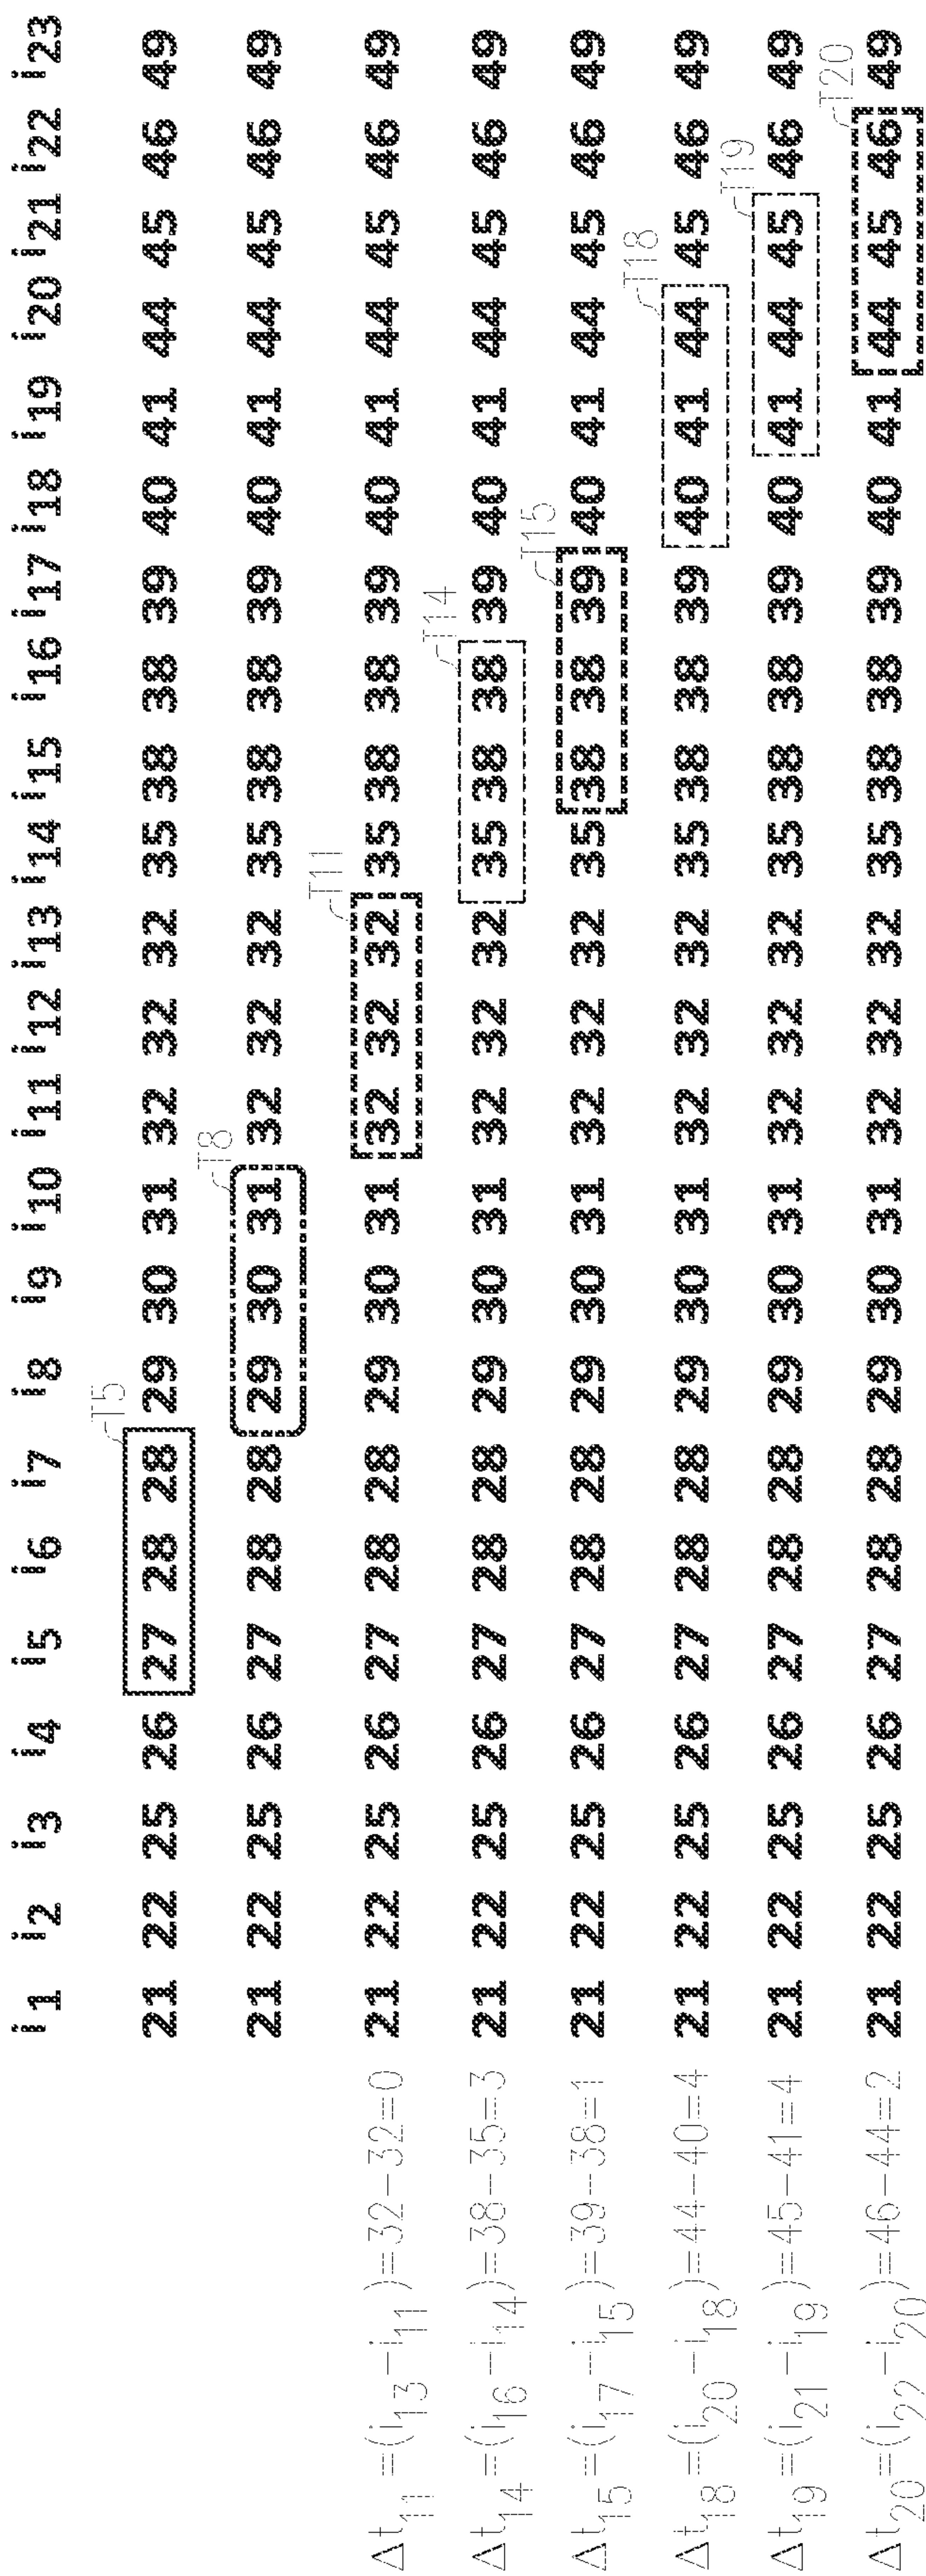 i1 i2 i3 i4 i5 i6 i7 i8 i9 i10 i11 i12 i13 i14 i15 i16 i17 i18 i19 i20 i21 i22 i23
T5
21 22 25 26 27 28 28 29 30 31 32 32 32 35 38 38 39 40 41 44 45 46 49
T8
21 22 25 26 27 28 28 29 30 31 32 32 32 35 38 38 39 40 41 44 45 46 49
T11
Δt₁₁=(i₁₃−i₁₁)=32−32=0 21 22 25 26 27 28 28 29 30 31 32 32 32 35 38 38 39 40 41 44 45 46 49
T14
Δt₁₄=(i₁₆−i₁₄)=38−35=3 21 22 25 26 27 28 28 29 30 31 32 32 32 35 38 38 39 40 41 44 45 46 49
T15
Δt₁₅=(i₁₇−i₁₅)=39−38=1 21 22 25 26 27 28 28 29 30 31 32 32 32 35 38 38 39 40 41 44 45 46 49
T18
Δt₁₈=(i₂₀−i₁₈)=44−40=4 21 22 25 26 27 28 28 29 30 31 32 32 32 35 38 38 39 40 41 44 45 46 49
T19
Δt₁₉=(i₂₁−i₁₉)=45−41=4 21 22 25 26 27 28 28 29 30 31 32 32 32 35 38 38 39 40 41 44 45 46 49
T20
Δt₂₀=(i₂₂−i₂₀)=46−44=2 21 22 25 26 27 28 28 29 30 31 32 32 32 35 38 38 39 40 41 44 45 46 49